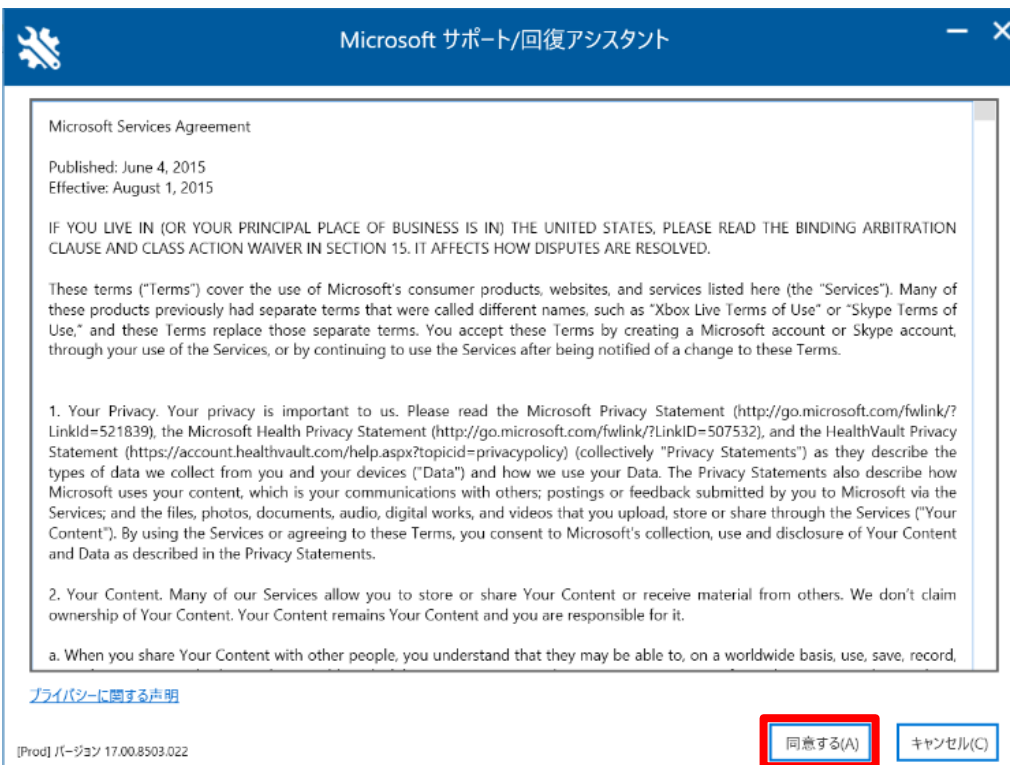 Microsoft サポート/回復アシスタント
Microsoft Services Agreement
Published: June 4, 2015
Effective: August 1, 2015
IF YOU LIVE IN (OR YOUR PRINCIPAL PLACE OF BUSINESS IS IN) THE UNITED STATES, PLEASE READ THE BINDING ARBITRATION
CLAUSE AND CLASS ACTION WAIVER IN SECTION 15. IT AFFECTS HOW DISPUTES ARE RESOLVED.
These terms (“Terms”) cover the use of Microsoft's consumer products, websites, and services listed here (the “Services”). Many of
these products previously had separate terms that were called different names, such as “Xbox Live Terms of Use” or “Skype Terms of
Use,” and these Terms replace those separate terms. You accept these Terms by creating a Microsoft account or Skype account,
through your use of the Services, or by continuing to use the Services after being notified of a change to these Terms.
1. Your Privacy. Your privacy is important to us. Please read the Microsoft Privacy Statement (http://go.microsoft.com/fwlink/?
LinkId=521839), the Microsoft Health Privacy Statement (http://go.microsoft.com/fwlink/?LinkID=507532), and the HealthVault Privacy
Statement (https://account.healthvault.com/help.aspx?topicid=privacypolicy) (collectively "Privacy Statements") as they describe the
types of data we collect from you and your devices ("Data") and how we use your Data. The Privacy Statements also describe how
Microsoft uses your content, which is your communications with others; postings or feedback submitted by you to Microsoft via the
Services; and the files, photos, documents, audio, digital works, and videos that you upload, store or share through the Services ("Your
Content"). By using the Services or agreeing to these Terms, you consent to Microsoft's collection, use and disclosure of Your Content
and Data as described in the Privacy Statements.
2. Your Content. Many of our Services allow you to store or share Your Content or receive material from others. We don’t claim
ownership of Your Content. Your Content remains Your Content and you are responsible for it.
a. When you share Your Content with other people, you understand that they may be able to, on a worldwide basis, use, save, record,
プライバシーに関する声明
[Prod] バージョン 17.00.8503.022
同意する(A)
キャンセル(C)